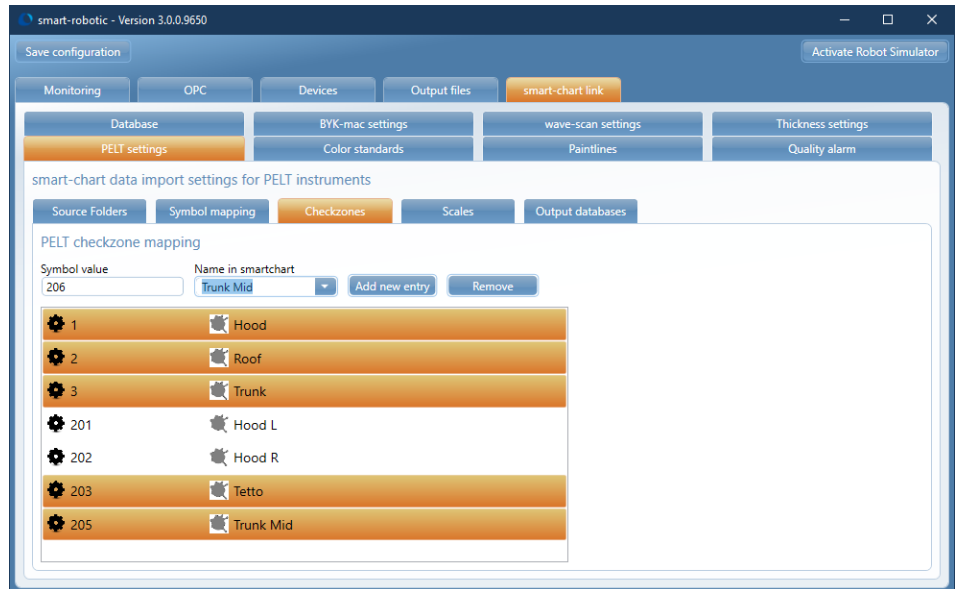 smart-robotic - Version 3.0.0.9650
Save configuration Activate Robot Simulator
Monitoring OPC Devices Output files smart-chart link
Database BYK-mac settings wave-scan settings Thickness settings
PELT settings Color standards Paintlines Quality alarm
smart-chart data import settings for PELT instruments
Source Folders Symbol mapping Checkzones Scales Output databases
PELT checkzone mapping
Symbol value Name in smartchart
206 Trunk Mid Add new entry Remove
1 Hood
2 Roof
3 Trunk
201 Hood L
202 Hood R
203 Tetto
205 Trunk Mid